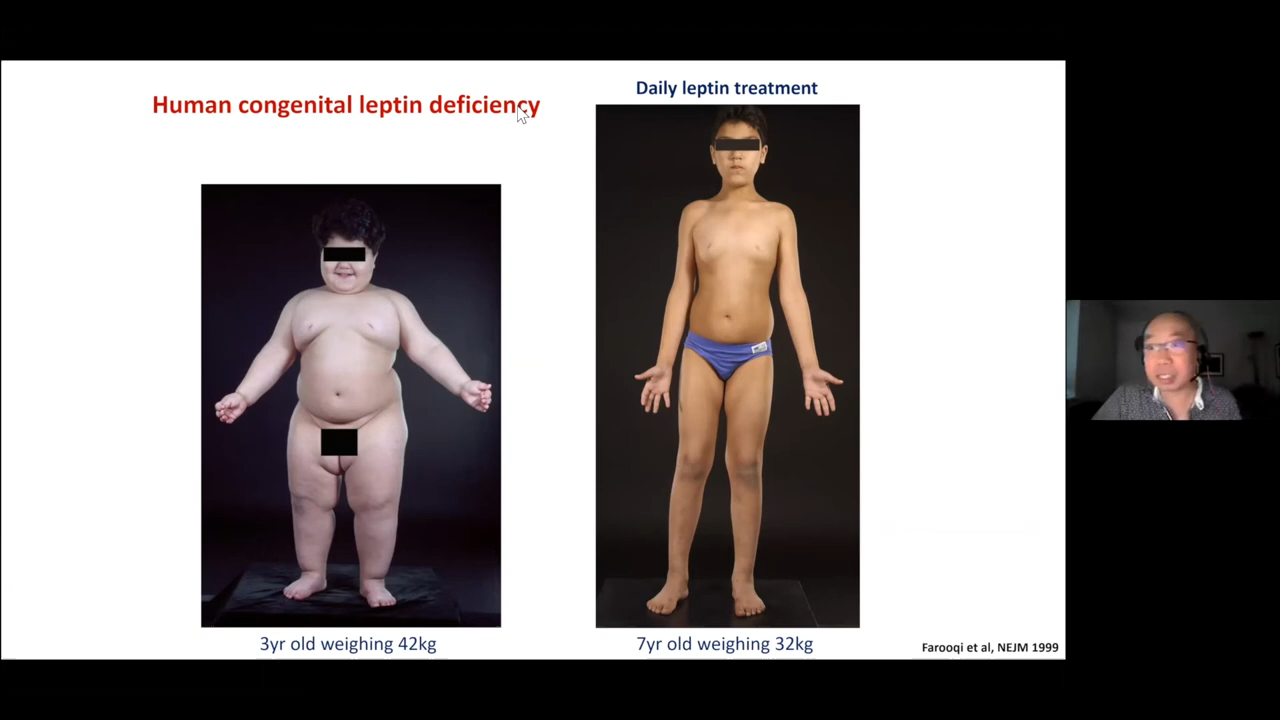 Human congenital leptin deficiency
Daily leptin treatment
3yr old weighing 42kg
7yr old weighing 32kg
Farooqi et al, NEJM 1999